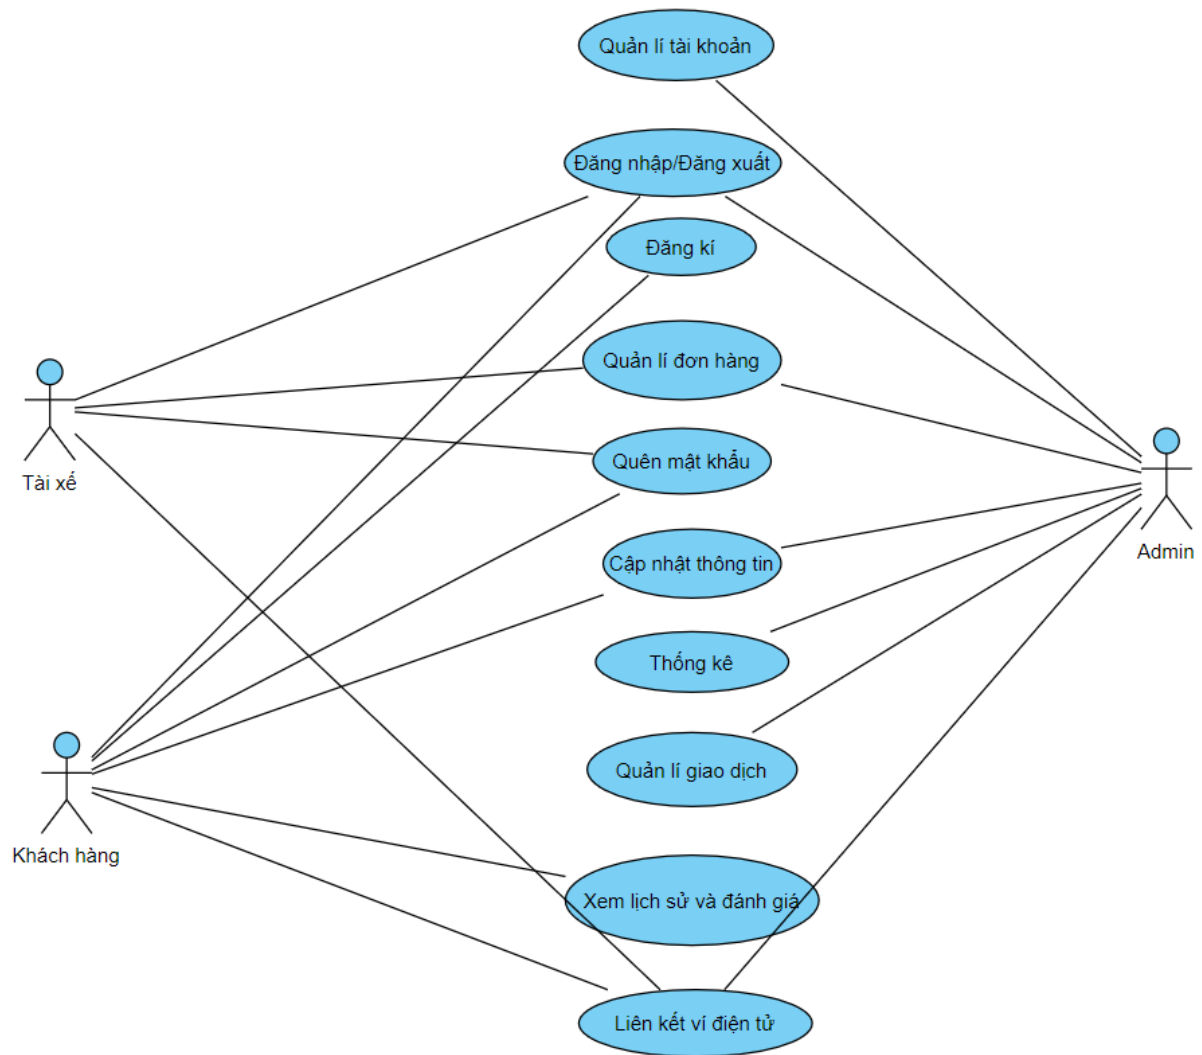 Quản lí tài khoản
Đăng nhập/Đăng xuất
Đăng kí
Quản lí đơn hàng
Quên mật khẩu
Tài xế
Admin
Cập nhật thông tin
Thống kê
Quản lí giao dịch
Khách hàng
Xem lịch sử và đánh giá
Liên kết ví điện tử